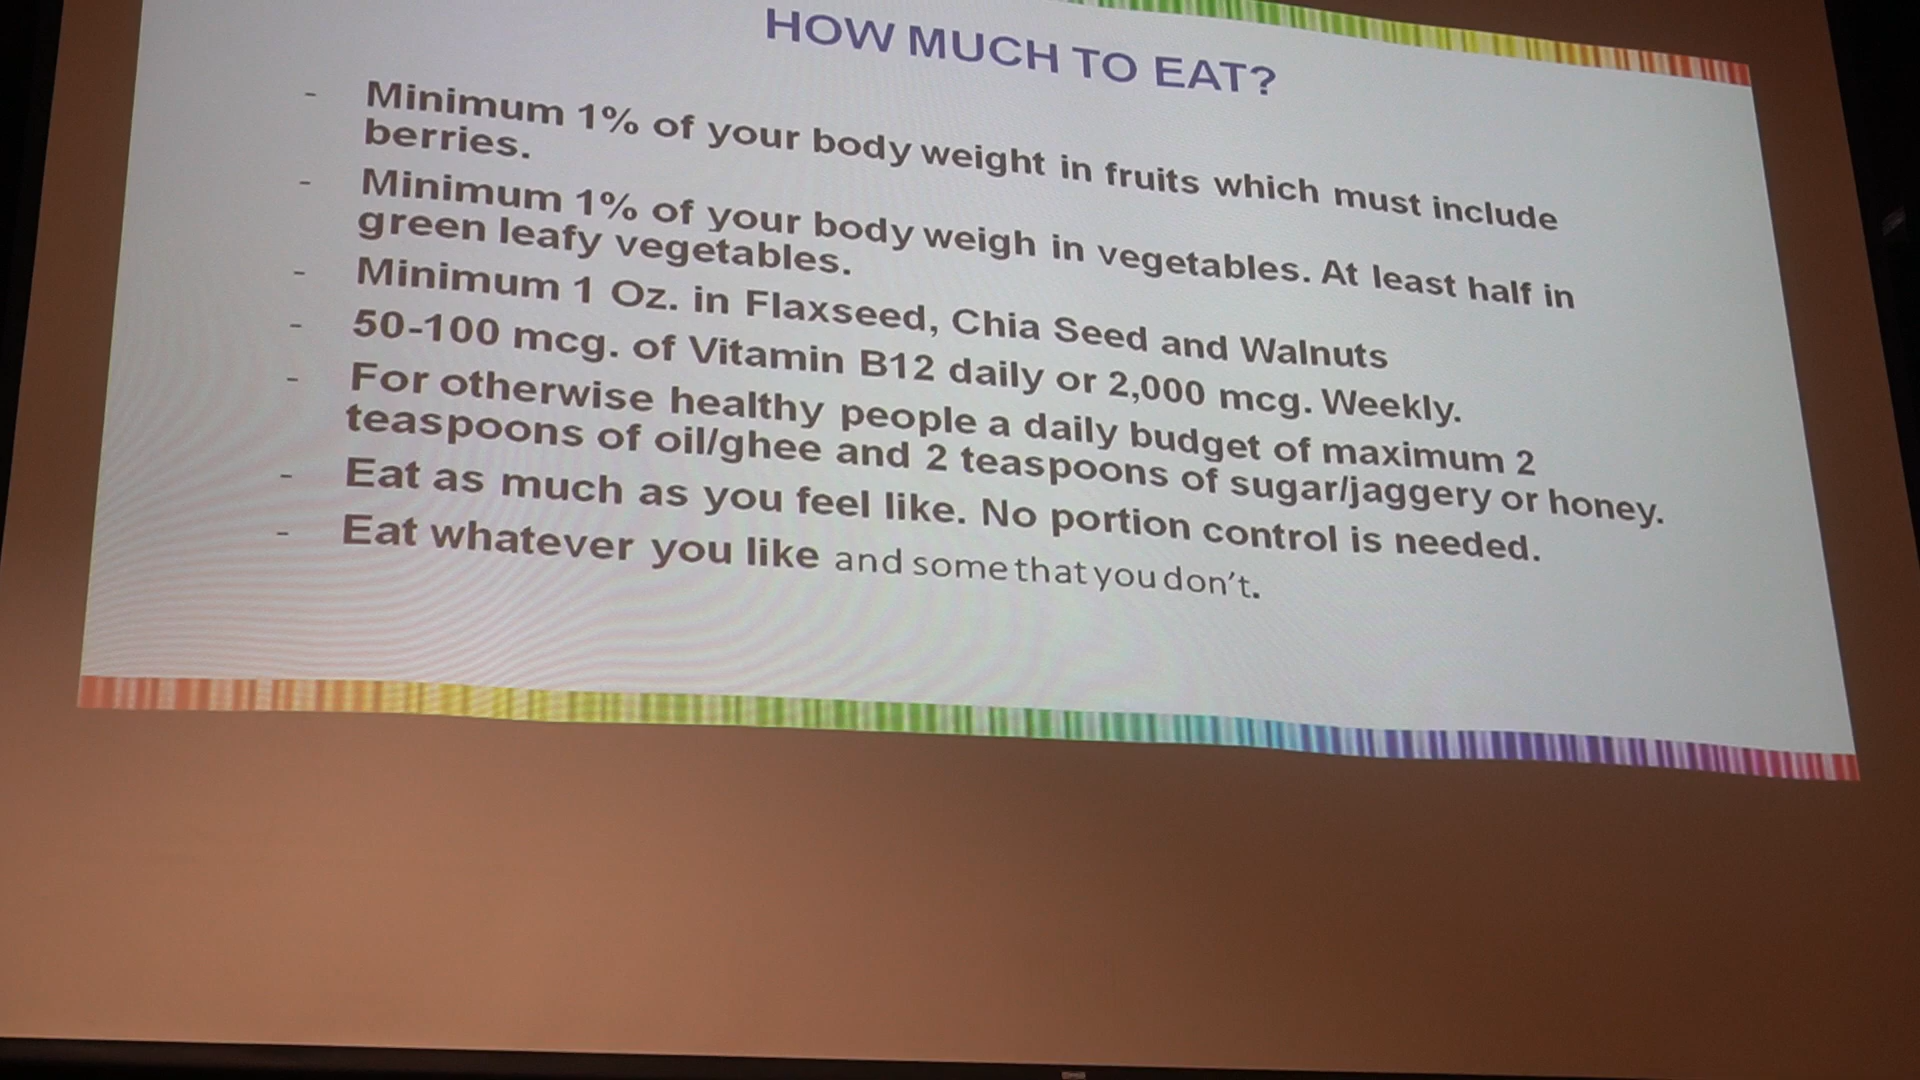 HOW MUCH TO EAT?
- Minimum 1% of your body weight in fruits which must include
berries.
- Minimum 1% of your body weigh in vegetables. At least half in
green leafy vegetables.
- Minimum 1 Oz. in Flaxseed, Chia Seed and Walnuts
- 50-100 mcg. of Vitamin B12 daily or 2,000 mcg. Weekly.
- For otherwise healthy people a daily budget of maximum 2
teaspoons of oil/ghee and 2 teaspoons of sugar/jaggery or honey.
- Eat as much as you feel like. No portion control is needed.
- Eat whatever you like and some that you don't.